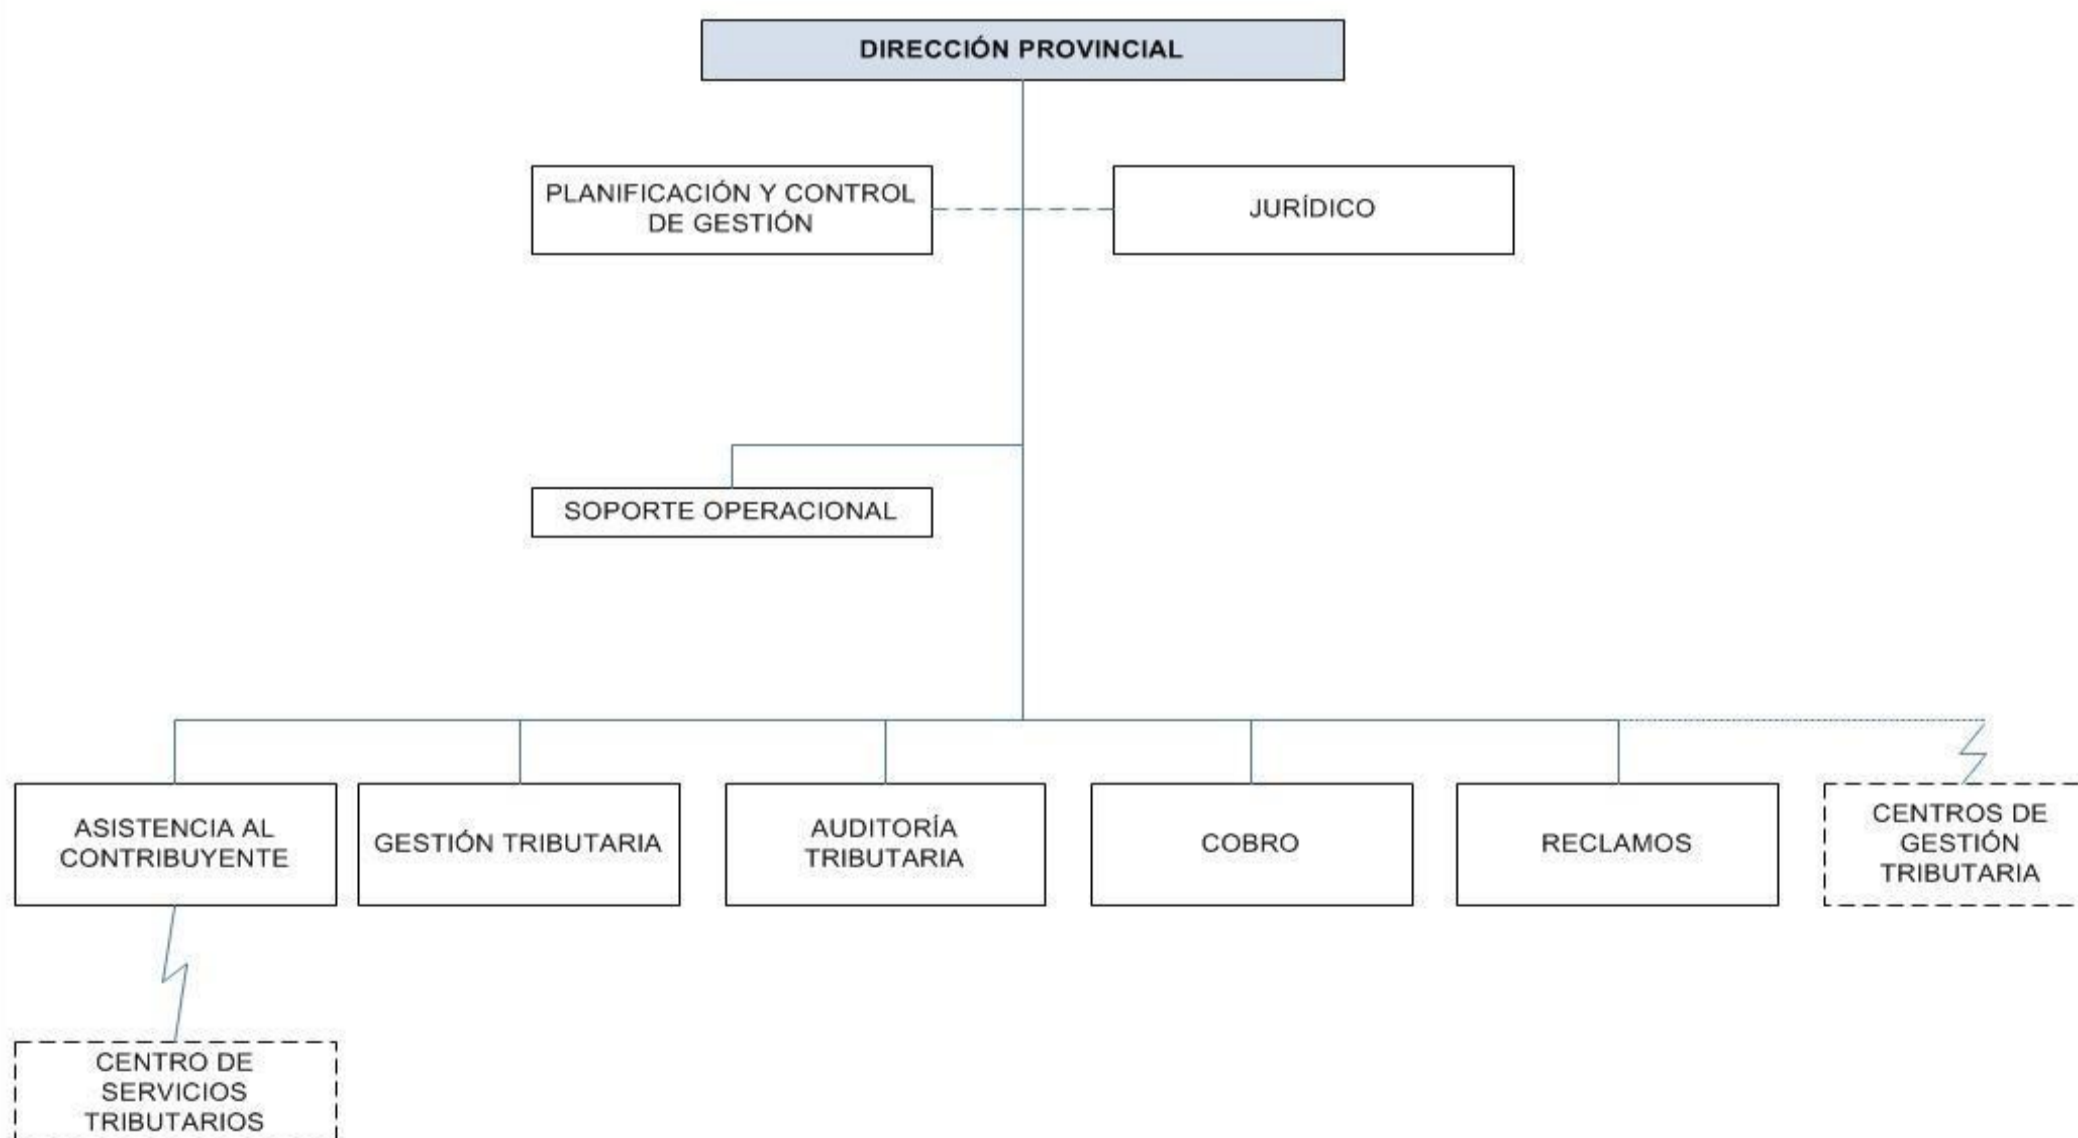 DIRECCIÓN PROVINCIAL
PLANIFICACIÓN Y CONTROL
DE GESTIÓN
JURÍDICO
SOPORTE OPERACIONAL
ASISTENCIA AL
CONTRIBUYENTE
GESTIÓN TRIBUTARIA
AUDITORÍA
TRIBUTARIA
COBRO
RECLAMOS
CENTROS DE
GESTIÓN
TRIBUTARIA
CENTRO DE
SERVICIOS
TRIBUTARIOS